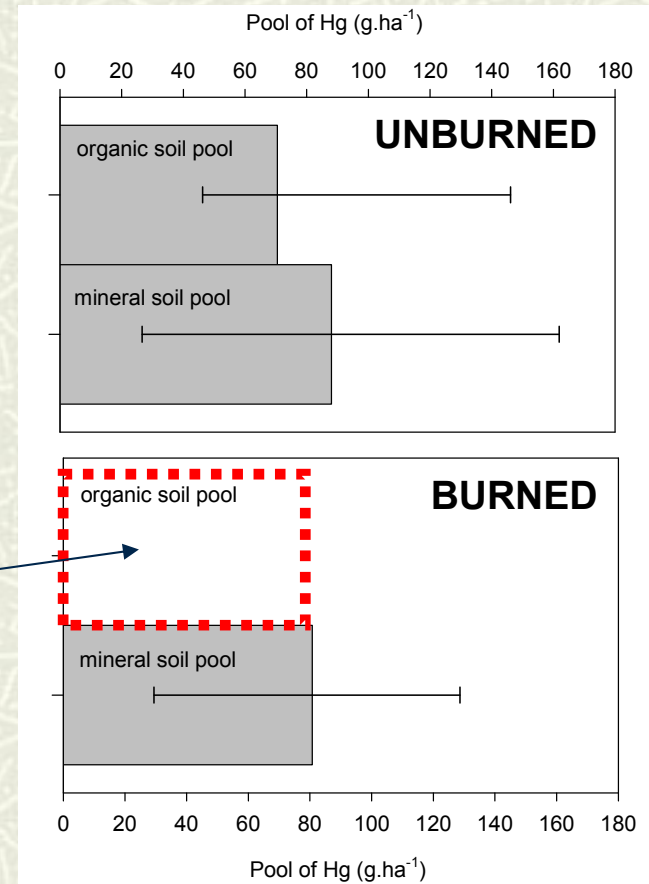 Pool of Hg (g.ha⁻¹)
0 20 40 60 80 100 120 140 160 180
UNBURNED
organic soil pool
mineral soil pool
organic soil pool
BURNED
mineral soil pool
0 20 40 60 80 100 120 140 160 180
Pool of Hg (g.ha⁻¹)